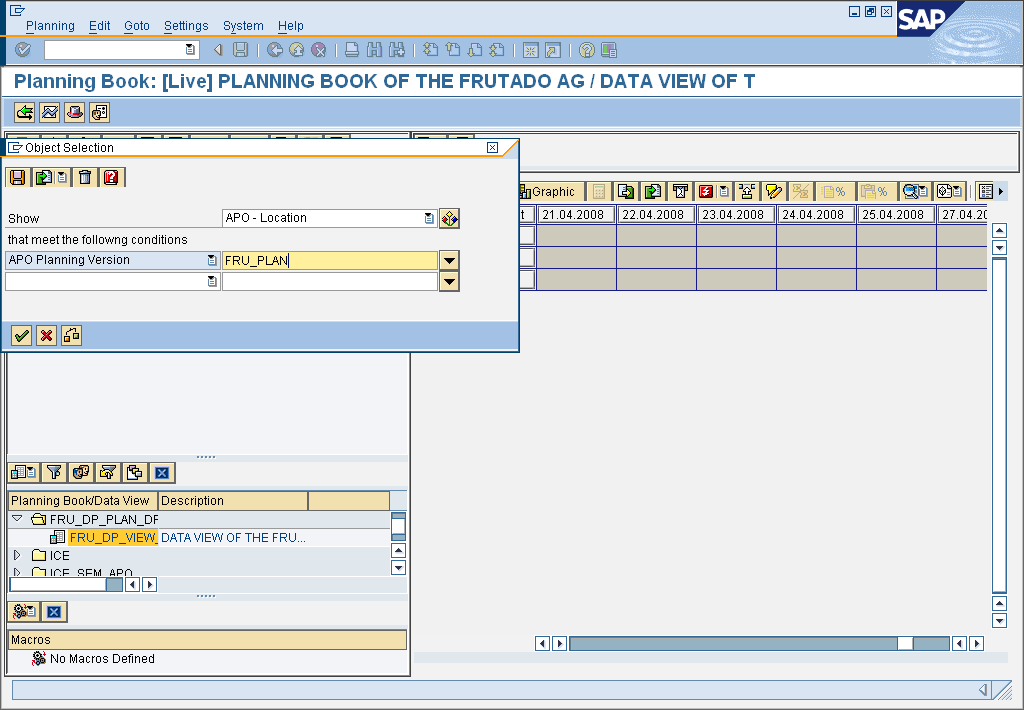 Planning Edit Goto Settings System Help
SAP
Planning Book: [Live] PLANNING BOOK OF THE FRUTADO AG / DATA VIEW OF T
Object Selection
Show APO - Location
that meet the followng conditions
APO Planning Version FRU_PLAN
Graphic
21.04.2008 22.04.2008 23.04.2008 24.04.2008 25.04.2008 27.04.20
Planning Book/Data View Description
FRU_DP_PLAN_DP
FRU_DP_VIEW_ DATA VIEW OF THE FRU...
ICE
ICE_SEM_APO
Macros
No Macros Defined